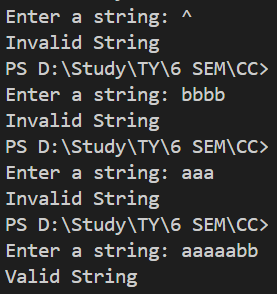 Enter a string: ^
Invalid String
PS D:\Study\TY\6 SEM\CC>
Enter a string: bbbb
Invalid String
PS D:\Study\TY\6 SEM\CC>
Enter a string: aaa
Invalid String
PS D:\Study\TY\6 SEM\CC>
Enter a string: aaaaabb
Valid String